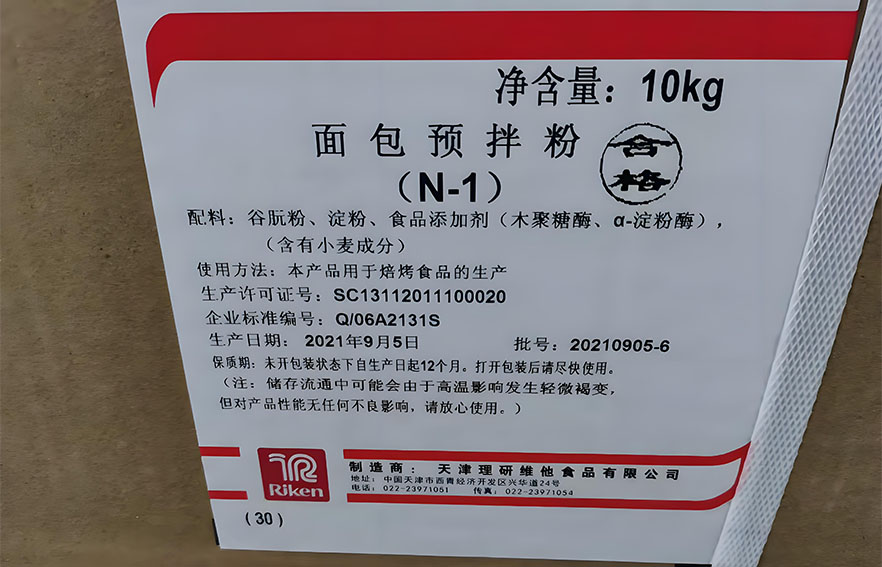 净含量：10kg
面包预拌粉
（N-1）
合格
配料：谷朊粉、淀粉、食品添加剂（木聚糖酶、α-淀粉酶），
（含有小麦成分）
使用方法：本产品用于焙烤食品的生产
生产许可证号：SC13112011100020
企业标准编号：Q/06A2131S
生产日期：2021年9月5日 批号：20210905-6
保质期：未开包装状态下自生产日起12个月。打开包装后请尽快使用。
（注：储存流通中可能会由于高温影响发生轻微褐变，
但对产品性能无任何不良影响，请放心使用。）
Riken
制造商：天津理研维他食品有限公司
地址：中国天津市西青经济开发区兴华道24号
电话：022-23971051 传真：022-23971054
（30）